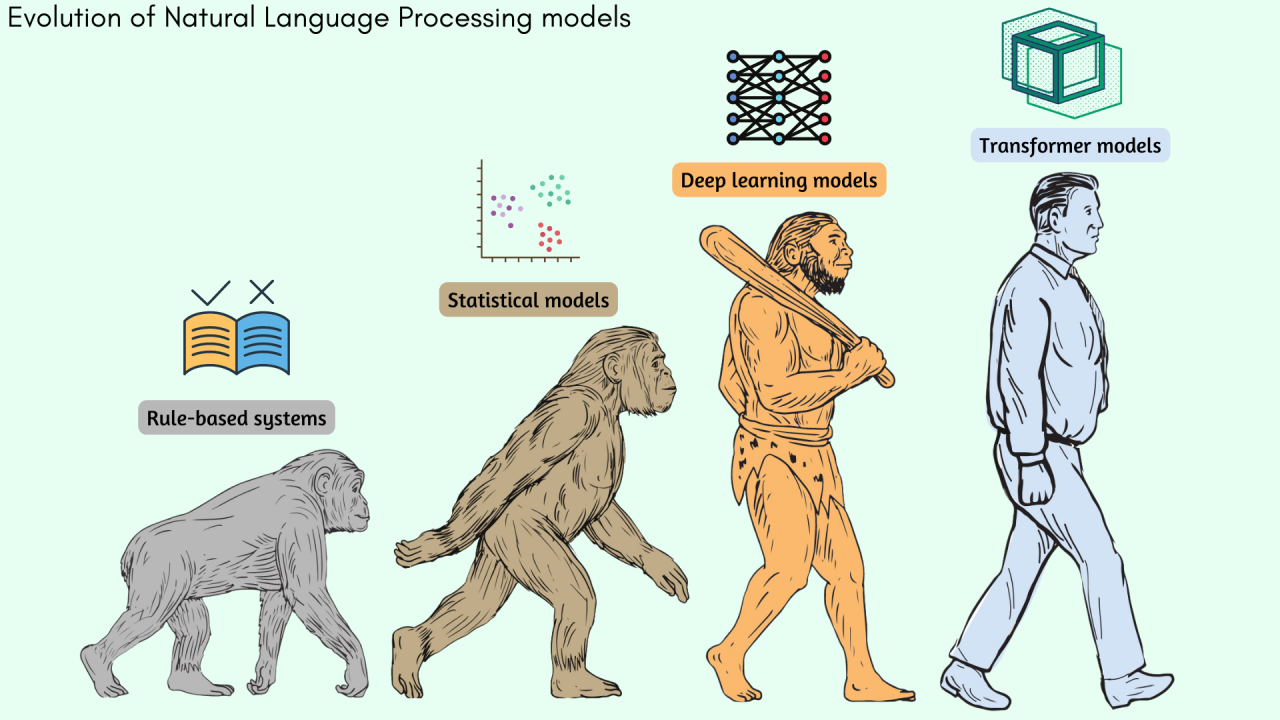 Evolution of Natural Language Processing models
Transformer models
Deep learning models
Statistical models
Rule-based systems